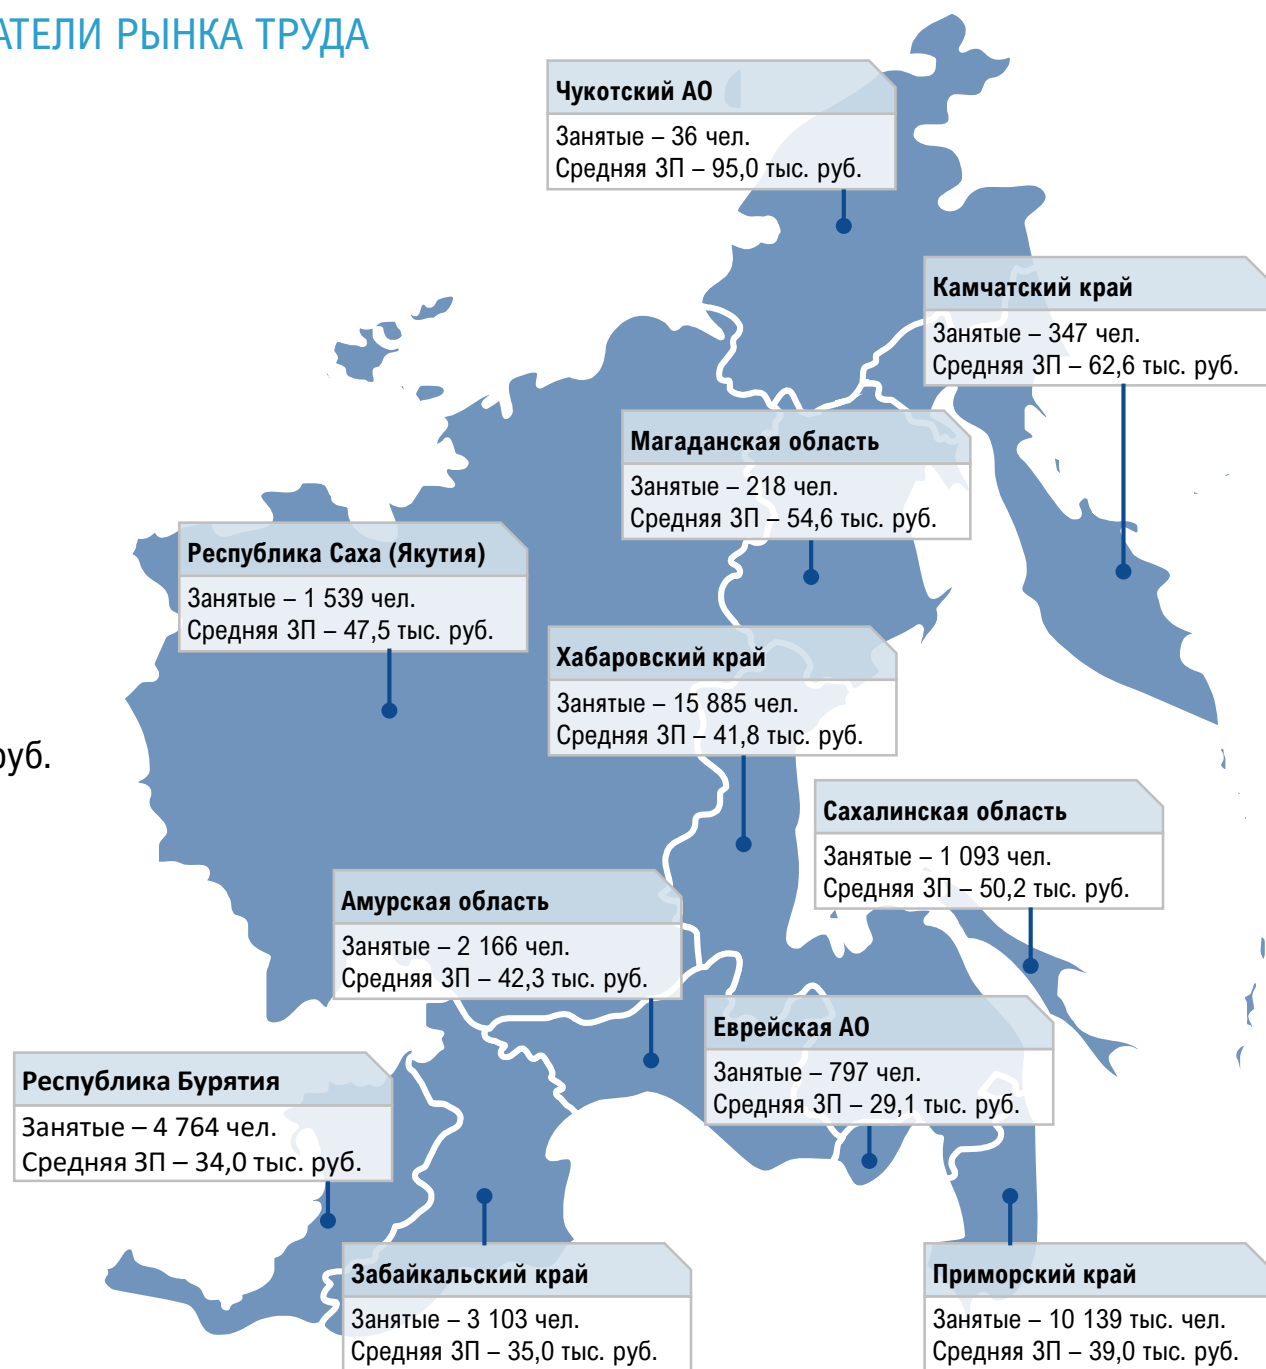 АТЕЛИ РЫНКА ТРУДА
Чукотский АО
Занятые – 36 чел.
Средняя ЗП – 95,0 тыс. руб.
Камчатский край
Занятые – 347 чел.
Средняя ЗП – 62,6 тыс. руб.
Магаданская область
Занятые – 218 чел.
Средняя ЗП – 54,6 тыс. руб.
Республика Саха (Якутия)
Занятые – 1 539 чел.
Средняя ЗП – 47,5 тыс. руб.
Хабаровский край
Занятые – 15 885 чел.
Средняя ЗП – 41,8 тыс. руб.
руб.
Сахалинская область
Занятые – 1 093 чел.
Средняя ЗП – 50,2 тыс. руб.
Амурская область
Занятые – 2 166 чел.
Средняя ЗП – 42,3 тыс. руб.
Еврейская АО
Занятые – 797 чел.
Средняя ЗП – 29,1 тыс. руб.
Республика Бурятия
Занятые – 4 764 чел.
Средняя ЗП – 34,0 тыс. руб.
Забайкальский край
Занятые – 3 103 чел.
Средняя ЗП – 35,0 тыс. руб.
Приморский край
Занятые – 10 139 тыс. чел.
Средняя ЗП – 39,0 тыс. руб.